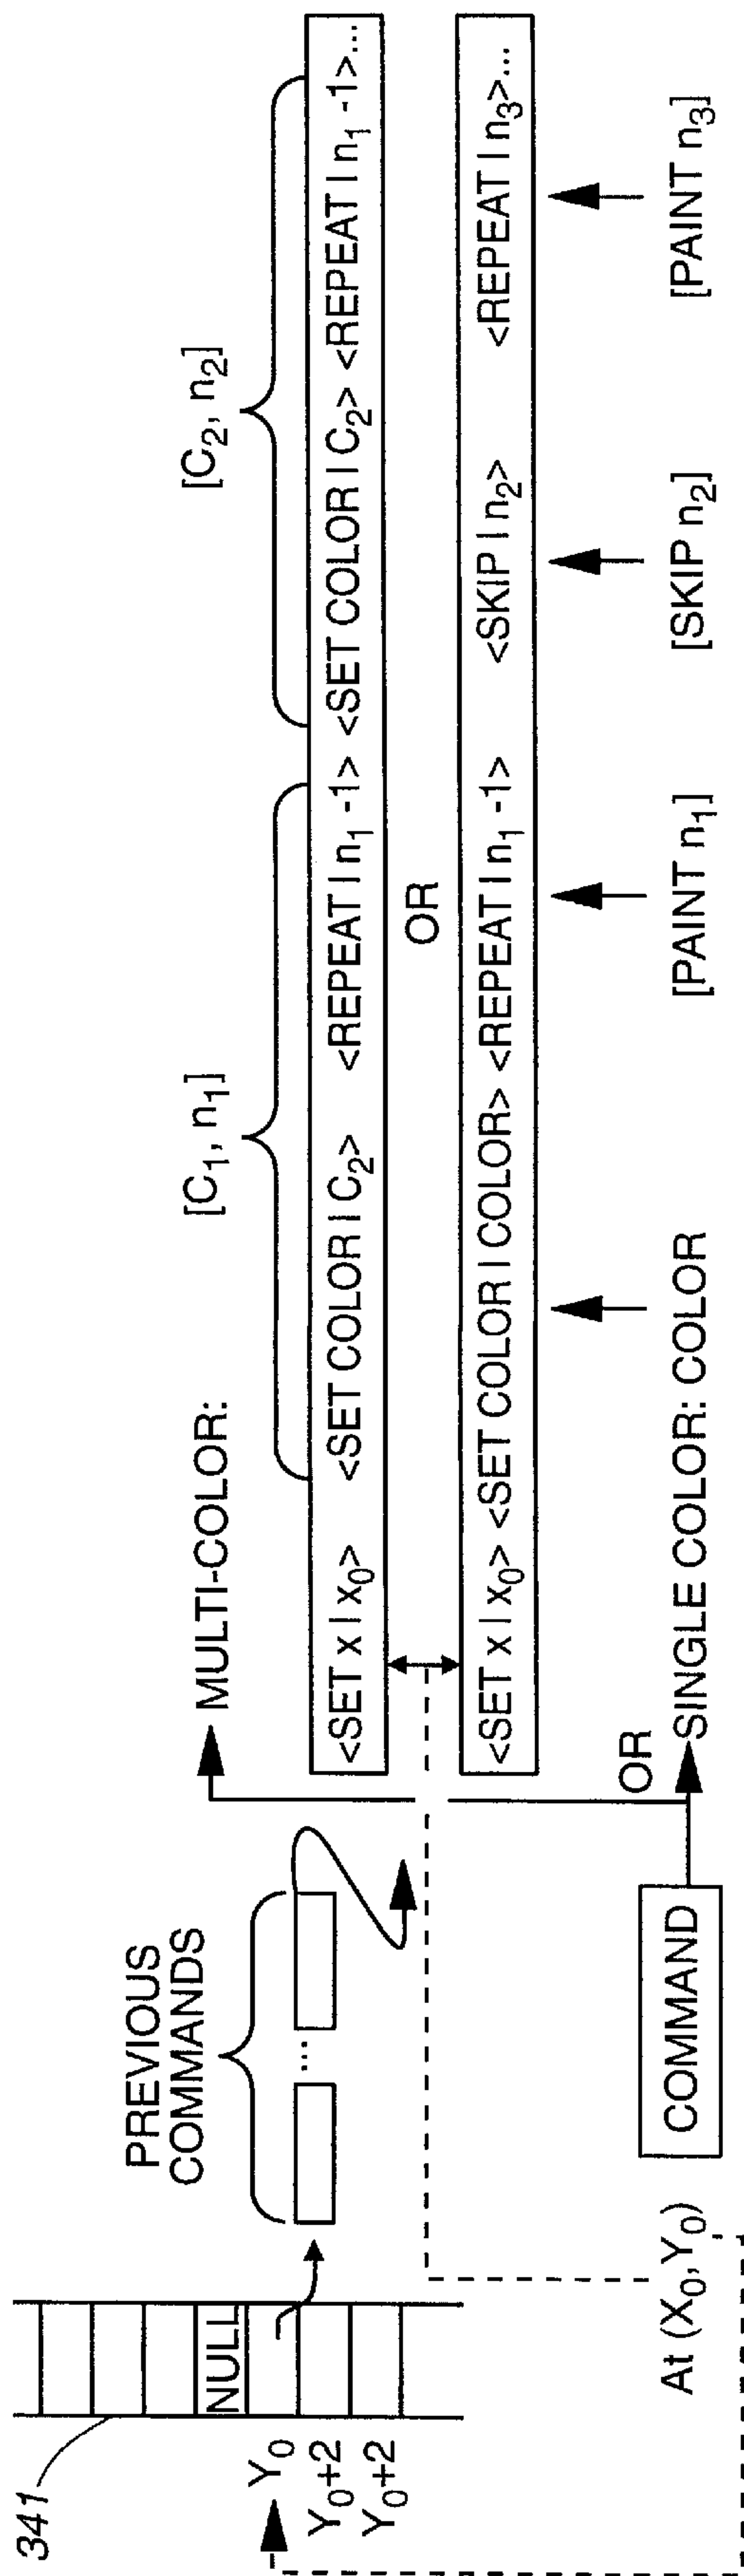 341
Y₀
Y₀+2
Y₀+2
NULL
PREVIOUS
COMMANDS
...
MULTI-COLOR:
[C₁, n₁]
[C₂, n₂]
<SET x | x₀> <SET COLOR | C₂> <REPEAT | n₁ -1> <SET COLOR | C₂> <REPEAT | n₁ -1>...
OR
<SET x | x₀> <SET COLOR | COLOR> <REPEAT | n₁ -1> <SKIP | n₂> <REPEAT | n₃>...
At (X₀,Y₀)
COMMAND
OR
SINGLE COLOR: COLOR
[PAINT n₁]
[SKIP n₂]
[PAINT n₃]